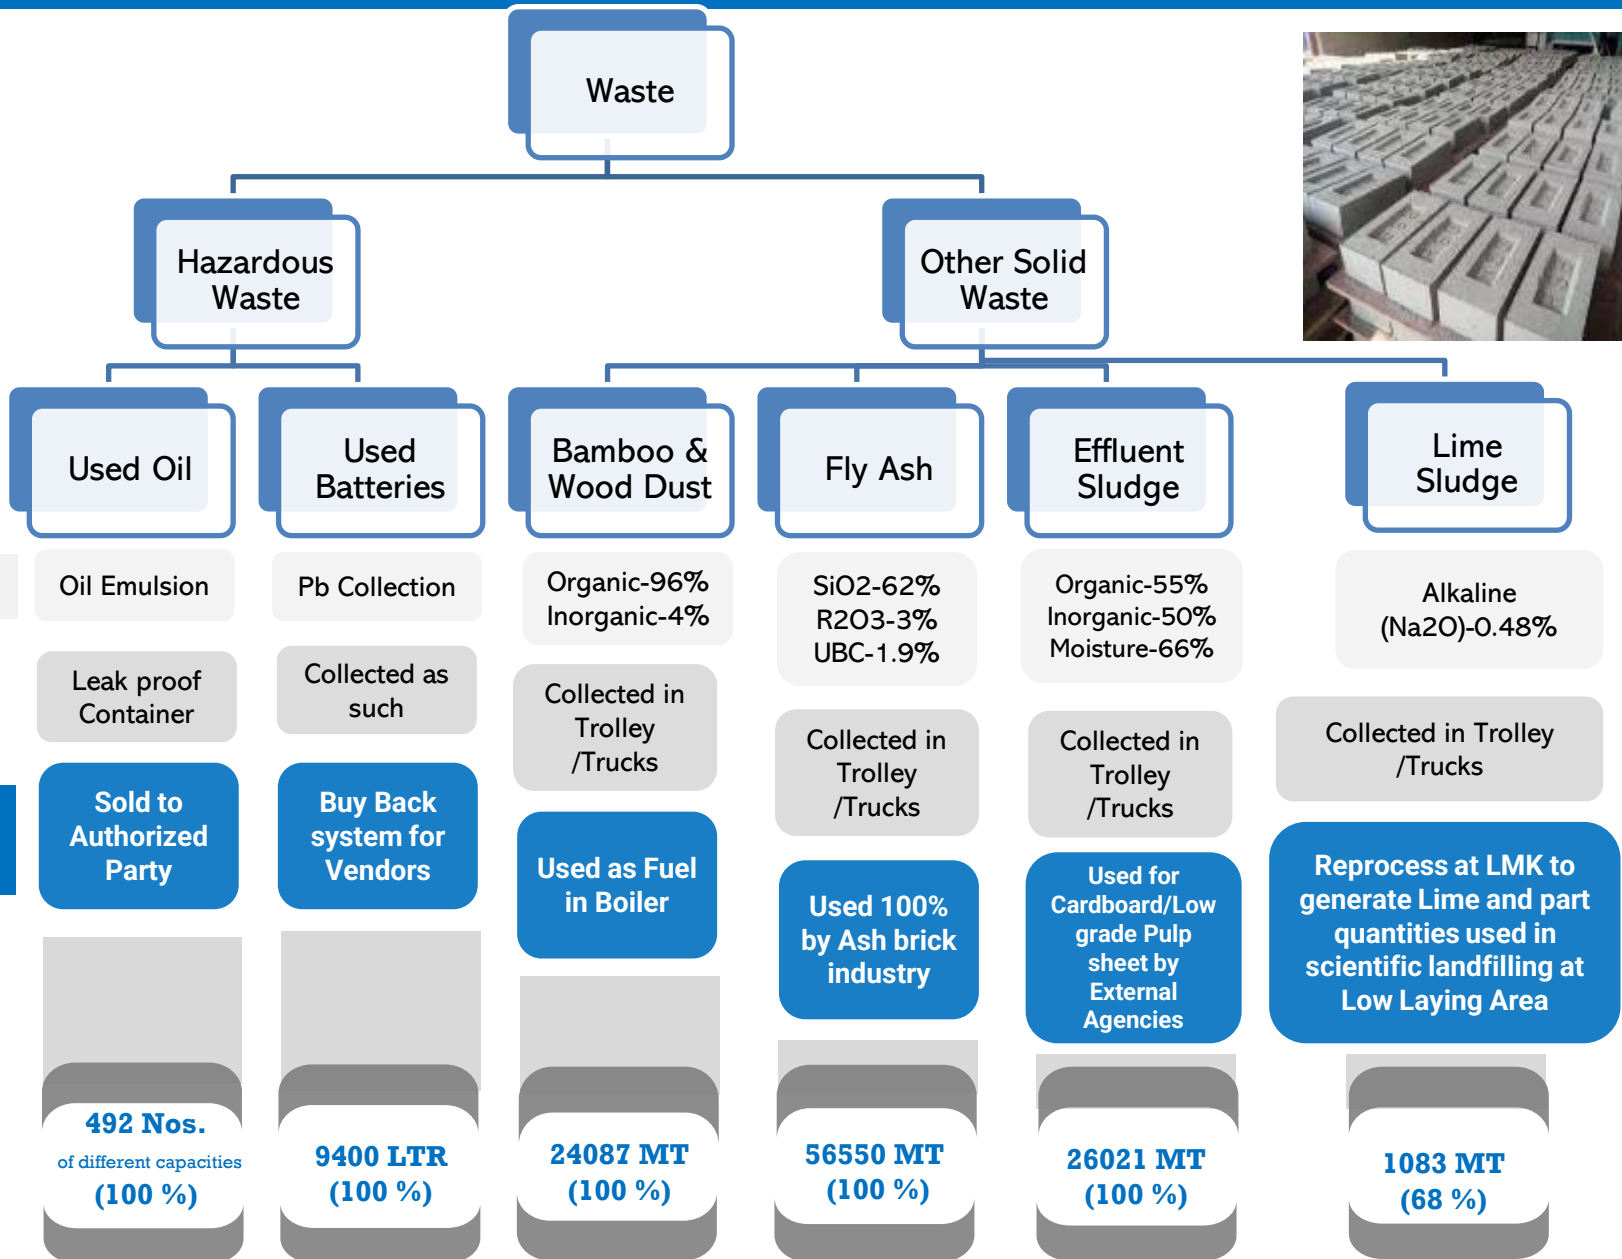 Waste
Hazardous
Waste
Other Solid
Waste
Used Oil
Used
Batteries
Bamboo &
Wood Dust
Fly Ash
Effluent
Sludge
Lime
Sludge
Oil Emulsion
Pb Collection
Organic-96%
Inorganic-4%
SiO2-62%
R2O3-3%
UBC-1.9%
Organic-55%
Inorganic-50%
Moisture-66%
Alkaline
(Na2O)-0.48%
Leak proof
Container
Collected as
such
Collected in
Trolley
/Trucks
Collected in
Trolley
/Trucks
Collected in
Trolley
/Trucks
Collected in Trolley
/Trucks
Sold to
Authorized
Party
Buy Back
system for
Vendors
Used as Fuel
in Boiler
Used 100%
by Ash brick
industry
Used for
Cardboard/Low
grade Pulp
sheet by
External
Agencies
Reprocess at LMK to
generate Lime and part
quantities used in
scientific landfilling at
Low Laying Area
492 Nos.
of different capacities
(100 %)
9400 LTR
(100 %)
24087 MT
(100 %)
56550 MT
(100 %)
26021 MT
(100 %)
1083 MT
(68 %)